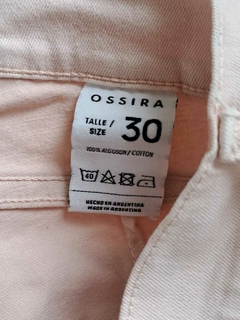 OSSIRA
TALLE / SIZE 30
100% ALGODON / COTTON
40
HECHO EN ARGENTINA
MADE IN ARGENTINA